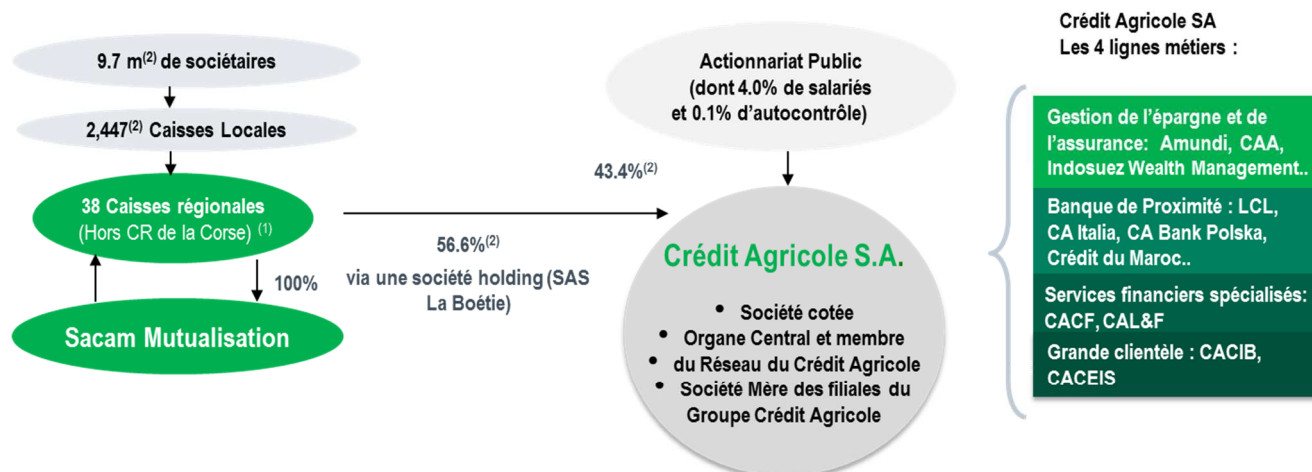 9.7 m(2) de sociétaires
2,447(2) Caisses Locales
38 Caisses régionales
(Hors CR de la Corse) (1)
100%
Sacam Mutualisation
56.6%(2)
via une société holding (SAS
La Boétie)
Actionnariat Public
(dont 4.0% de salariés
et 0.1% d'autocontrôle)
43.4%(2)
Crédit Agricole S.A.
• Société cotée
• Organe Central et membre
• du Réseau du Crédit Agricole
• Société Mère des filiales du
Groupe Crédit Agricole
Crédit Agricole SA
Les 4 lignes métiers :
Gestion de l'épargne et de
l'assurance: Amundi, CAA,
Indosuez Wealth Management..
Banque de Proximité : LCL,
CA Italia, CA Bank Polska,
Crédit du Maroc..
Services financiers spécialisés:
CACF, CAL&F
Grande clientèle : CACIB,
CACEIS